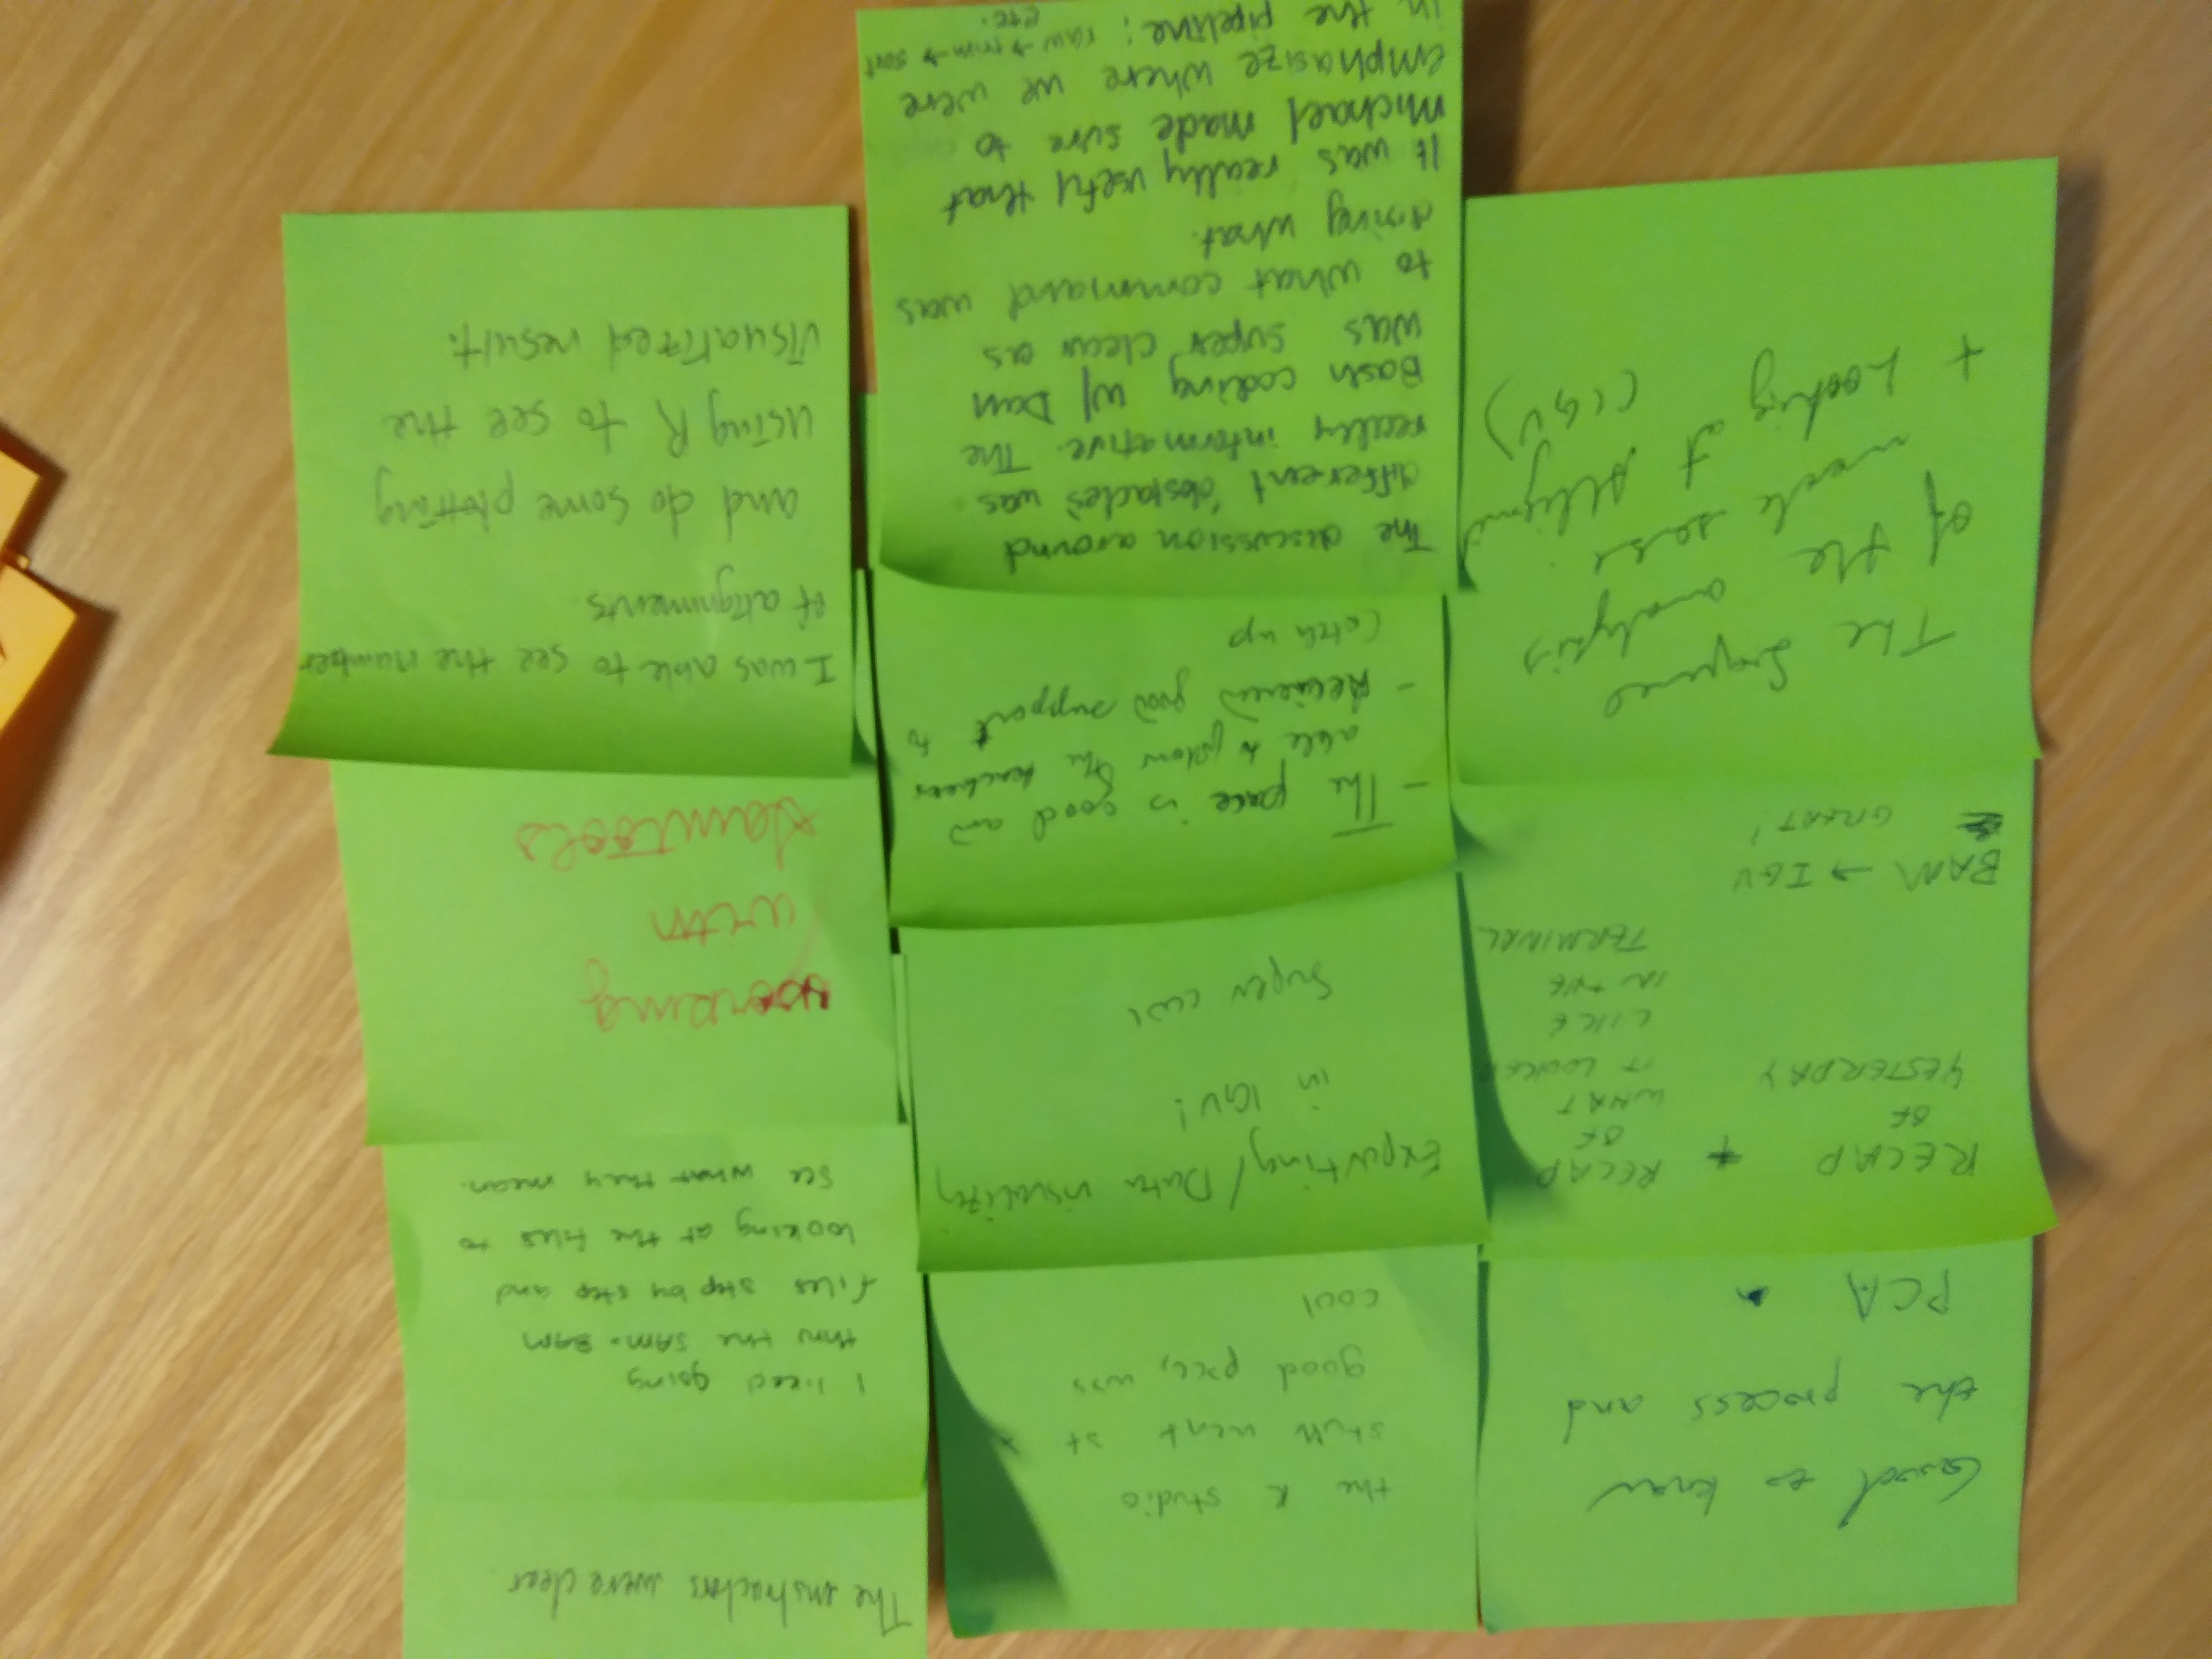 Good to know
the process and
PCA
RECAP
OF
YESTERDAY
+
RECAP
OF
WHAT
IT LOOKED
LIKE
IN THE
TERMINAL
BAM → IGV
GREAT!
The Sequence
of the analysis
made sense.
+ Looking at Allignment
(IGV)
the R studio
stuff went at a
good pace, was
cool
Exporting/Data visualizing
in IGV!
Super cool
- The pace is good and
able to follow the teachers
- Received good support to
Catch up
The discussion around
different 'obstacles' was
really informative. The
Bash coding w/ Dan
was super clear as
to what command was
doing what.
It was really useful that
Michael made sure to
emphasize where we were
in the pipeline: raw → trim → sort
etc.
The instructors were clear.
I liked going
thru the SAM-BAM
files step by step and
looking at the files to
see what they mean.
working
with
Samtools
I was able to see the number
of alignments
and do some plotting
using R to see the
visualized result.